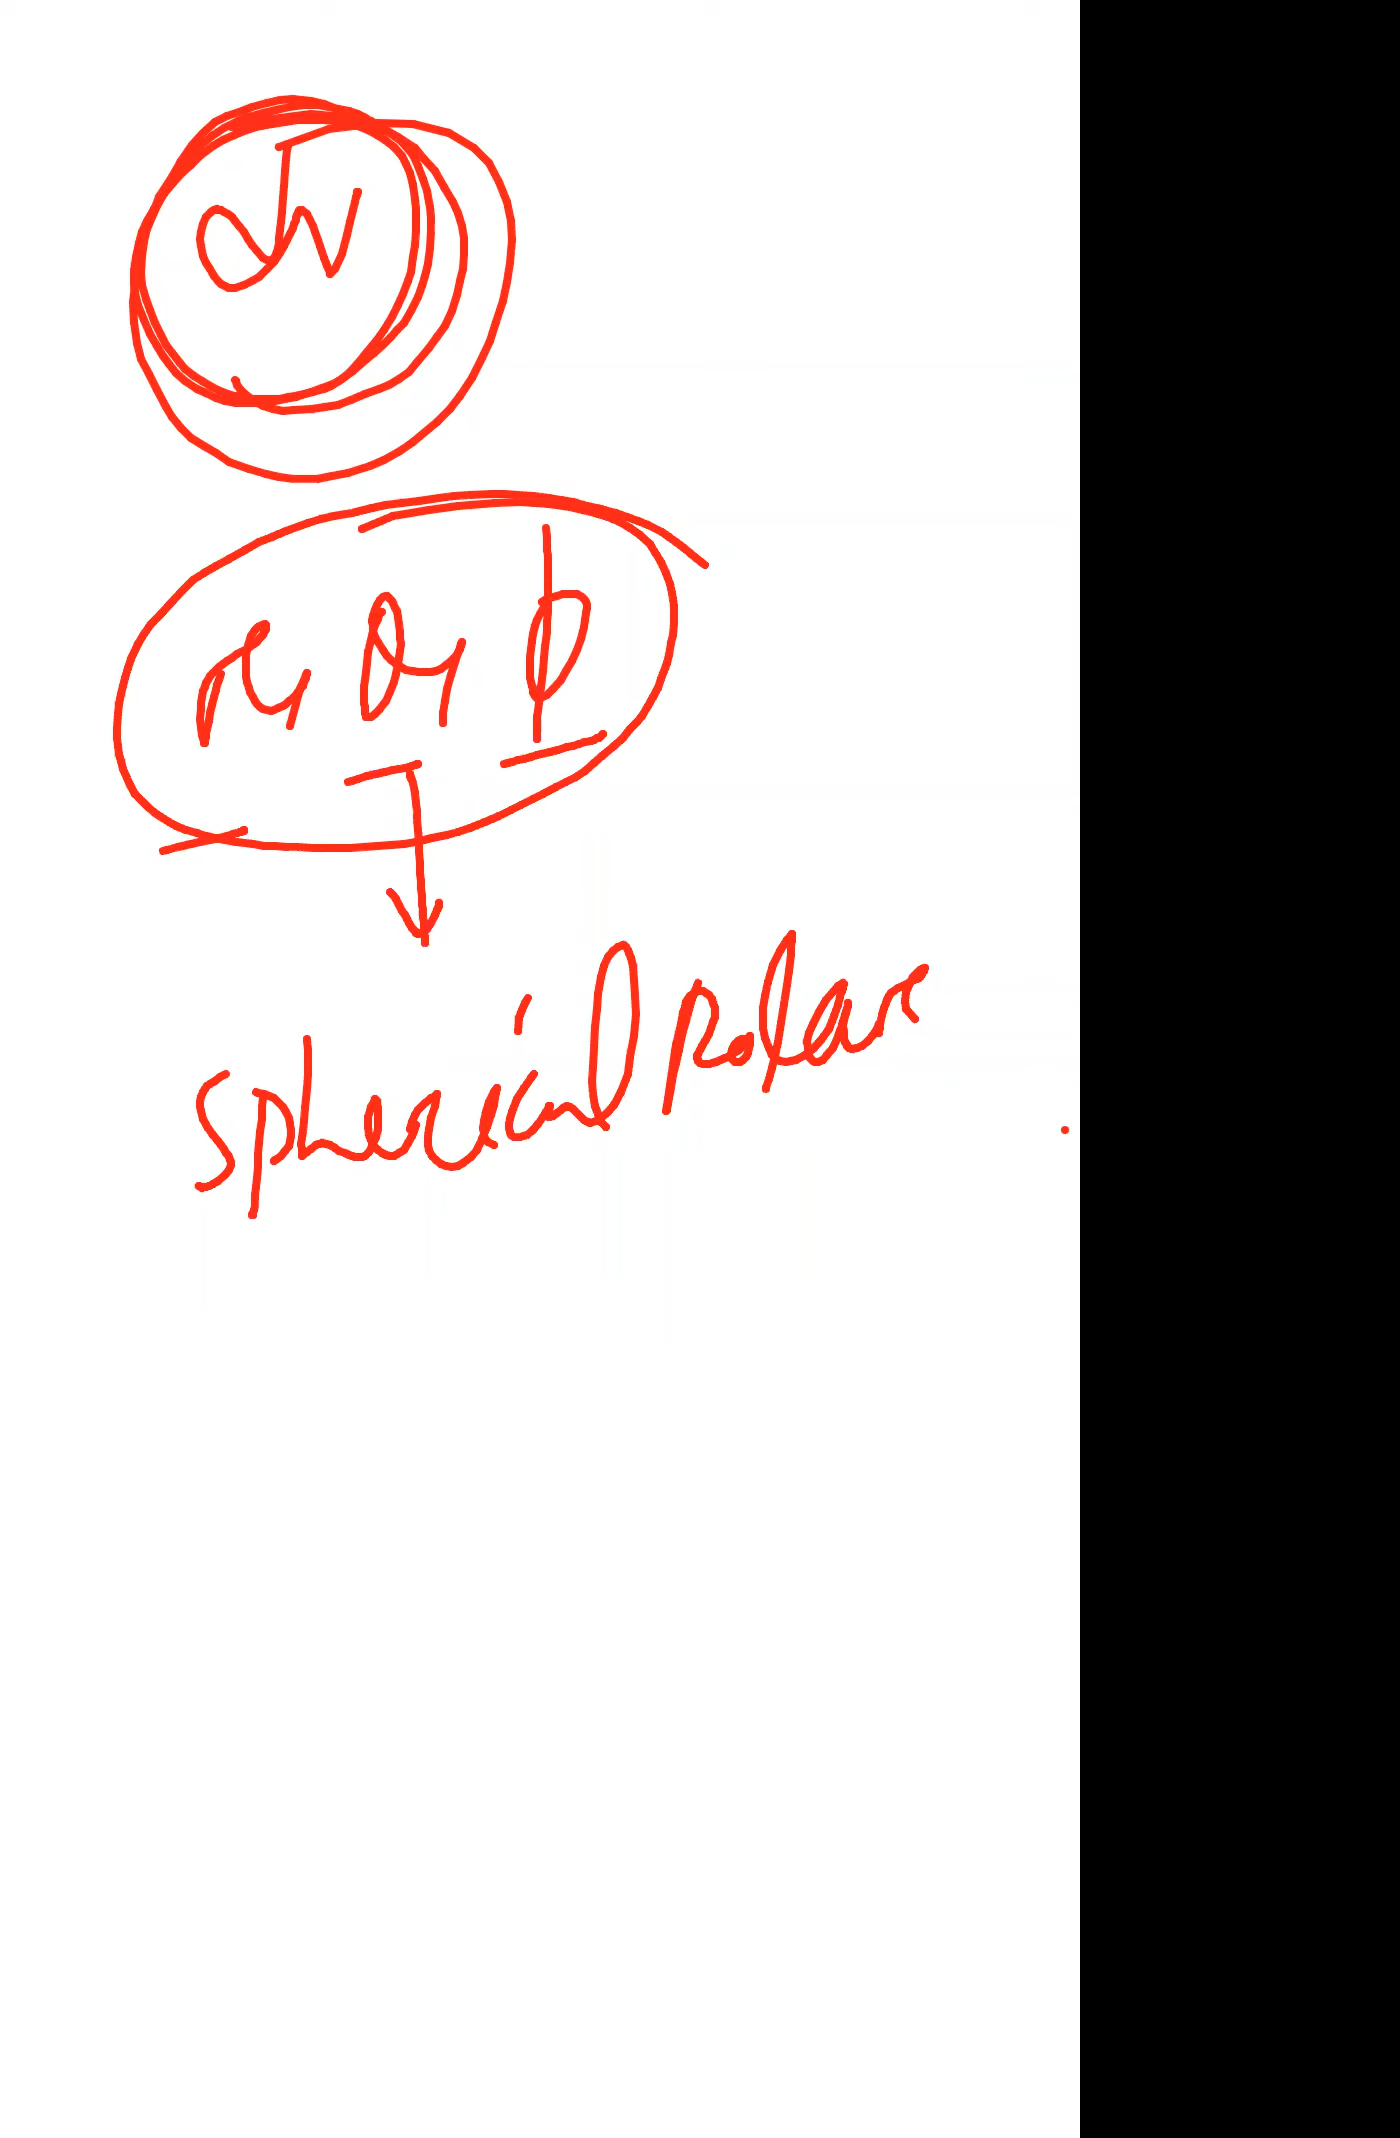 dv
r, θ, φ
Spherical Polar